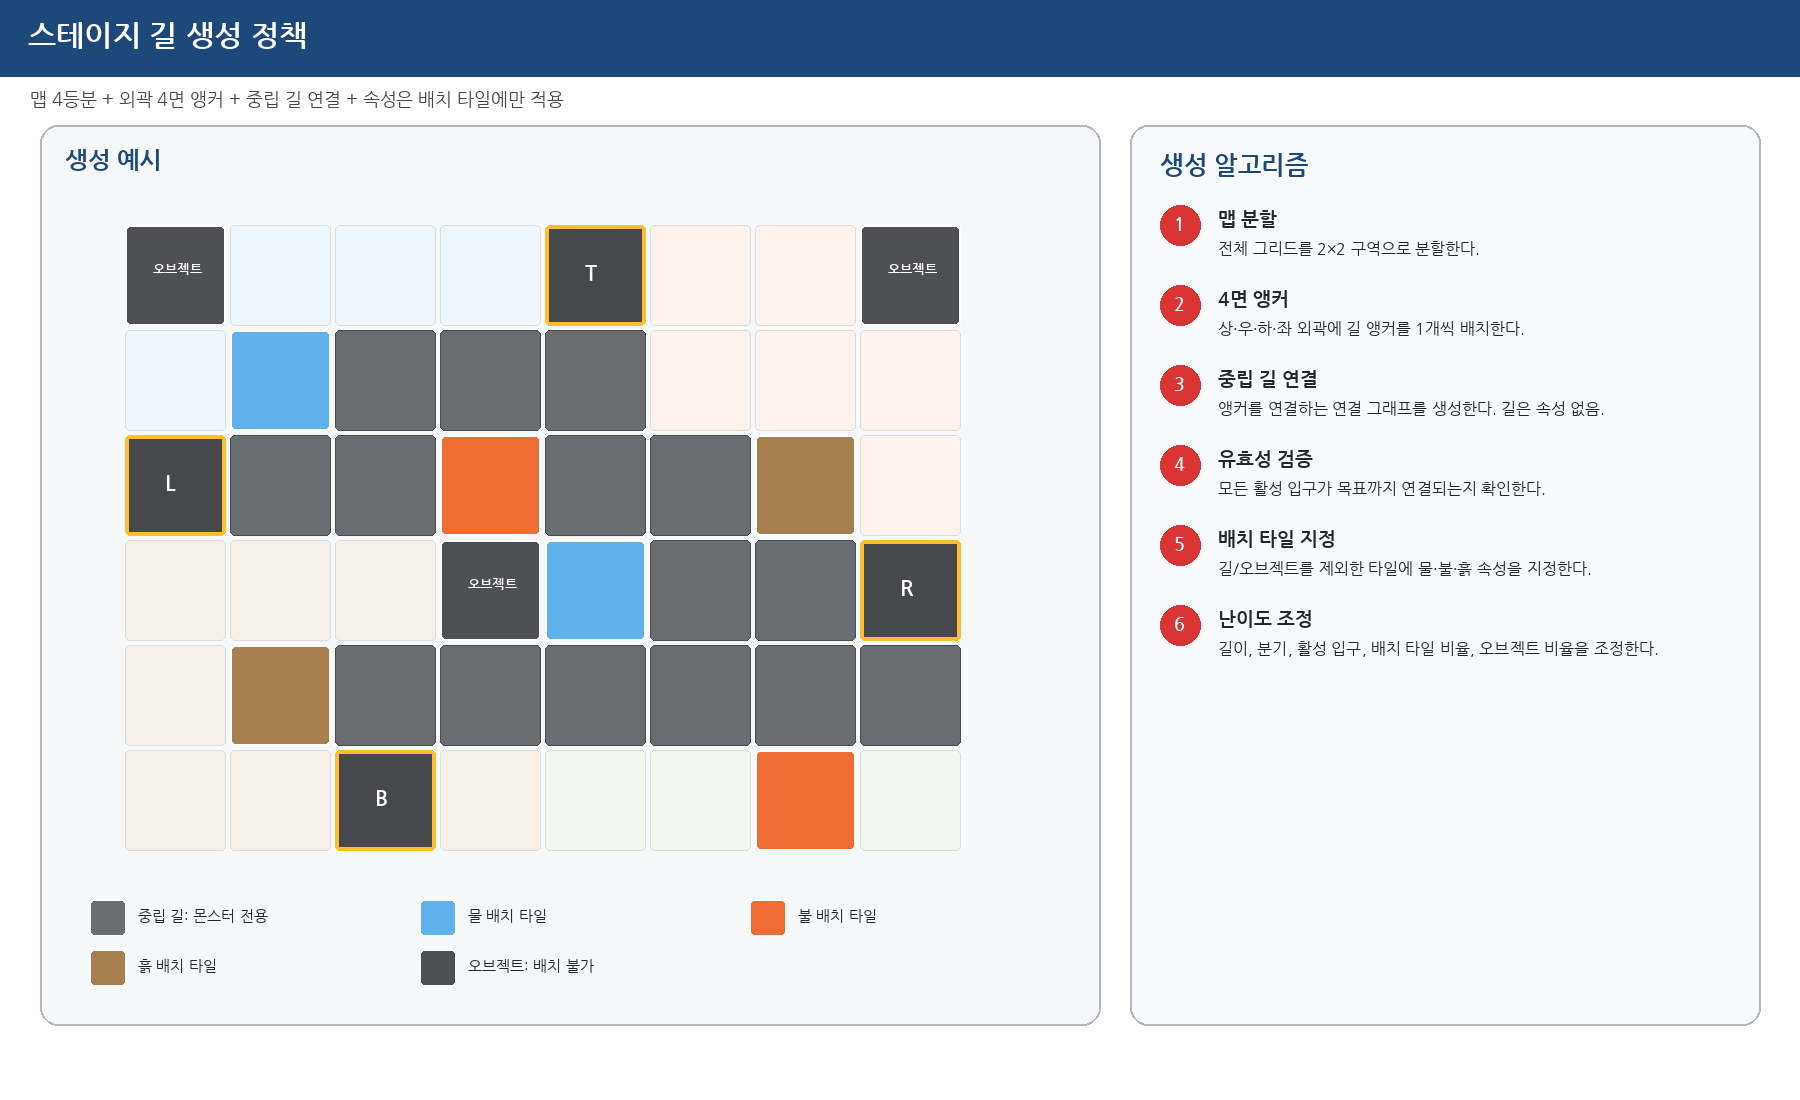 스테이지 길 생성 정책
맵 4등분 + 외곽 4면 앵커 + 중립 길 연결 + 속성은 배치 타일에만 적용
생성 예시
오브젝트
T
오브젝트
L
오브젝트
R
B
중립 길: 몬스터 전용
물 배치 타일
불 배치 타일
흙 배치 타일
오브젝트: 배치 불가
생성 알고리즘
1
맵 분할
전체 그리드를 2×2 구역으로 분할한다.
2
4면 앵커
상·우·하·좌 외곽에 길 앵커를 1개씩 배치한다.
3
중립 길 연결
앵커를 연결하는 연결 그래프를 생성한다. 길은 속성 없음.
4
유효성 검증
모든 활성 입구가 목표까지 연결되는지 확인한다.
5
배치 타일 지정
길/오브젝트를 제외한 타일에 물·불·흙 속성을 지정한다.
6
난이도 조정
길이, 분기, 활성 입구, 배치 타일 비율, 오브젝트 비율을 조정한다.